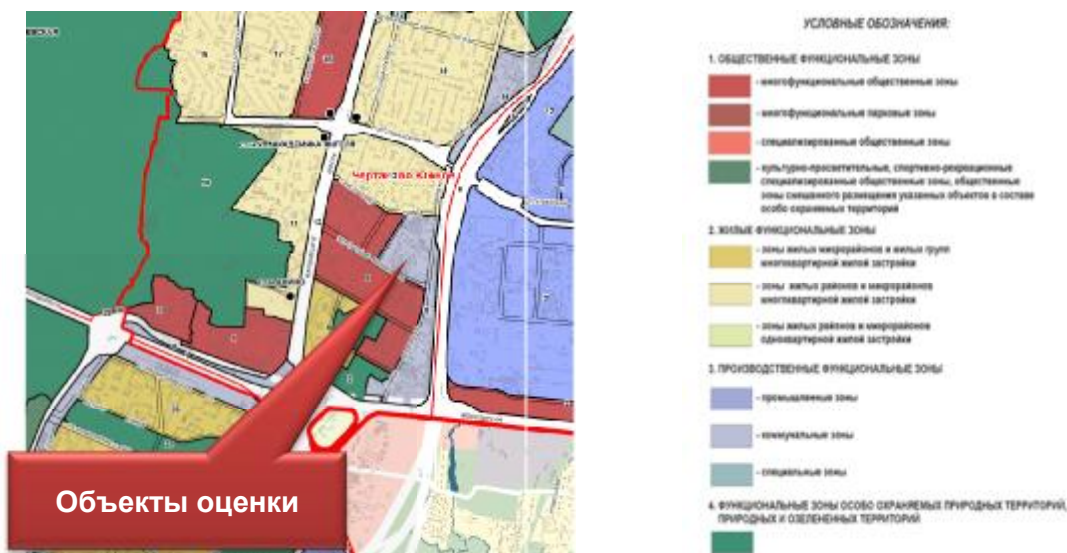 УСЛОВНЫЕ ОБОЗНАЧЕНИЯ:
1. ОБЩЕСТВЕННЫЕ ФУНКЦИОНАЛЬНЫЕ ЗОНЫ
- многофункциональные общественные зоны
- многофункциональные парковые зоны
- специализированные общественные зоны
- культурно-просветительные, спортивно-рекреационные
специализированные общественные зоны, общественные
зоны смешанного размещения указанных объектов в составе
особо охраняемых территорий
2. ЖИЛЫЕ ФУНКЦИОНАЛЬНЫЕ ЗОНЫ
- зоны жилых микрорайонов и жилых групп
многоквартирной жилой застройки
- зоны жилых районов и микрорайонов
многоквартирной жилой застройки
- зоны жилых районов и микрорайонов
одноквартирной жилой застройки
3. ПРОИЗВОДСТВЕННЫЕ ФУНКЦИОНАЛЬНЫЕ ЗОНЫ
- промышленные зоны
- коммунальные зоны
- специальные зоны
4. ФУНКЦИОНАЛЬНЫЕ ЗОНЫ ОСОБО ОХРАНЯЕМЫХ ПРИРОДНЫХ ТЕРРИТОРИЙ,
ПРИРОДНЫХ И ОЗЕЛЕНЕННЫХ ТЕРРИТОРИЙ
Чертаново Южное
Объекты оценки